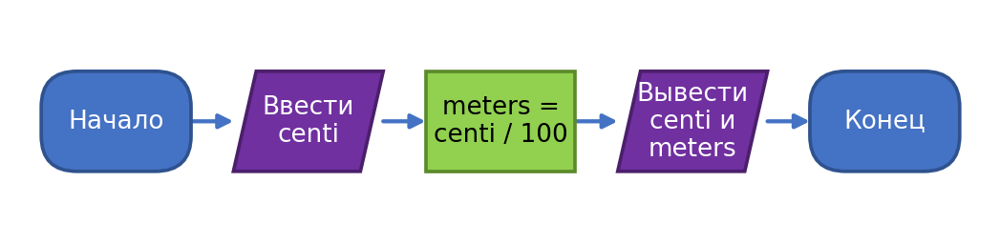 Начало
Ввести
centi
meters =
centi / 100
Вывести
centi и
meters
Конец